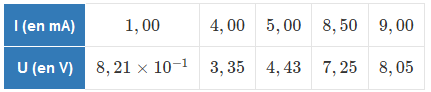 I (en mA) 1,00 4,00 5,00 8,50 9,00
U (en V) 8,21 × 10⁻¹ 3,35 4,43 7,25 8,05